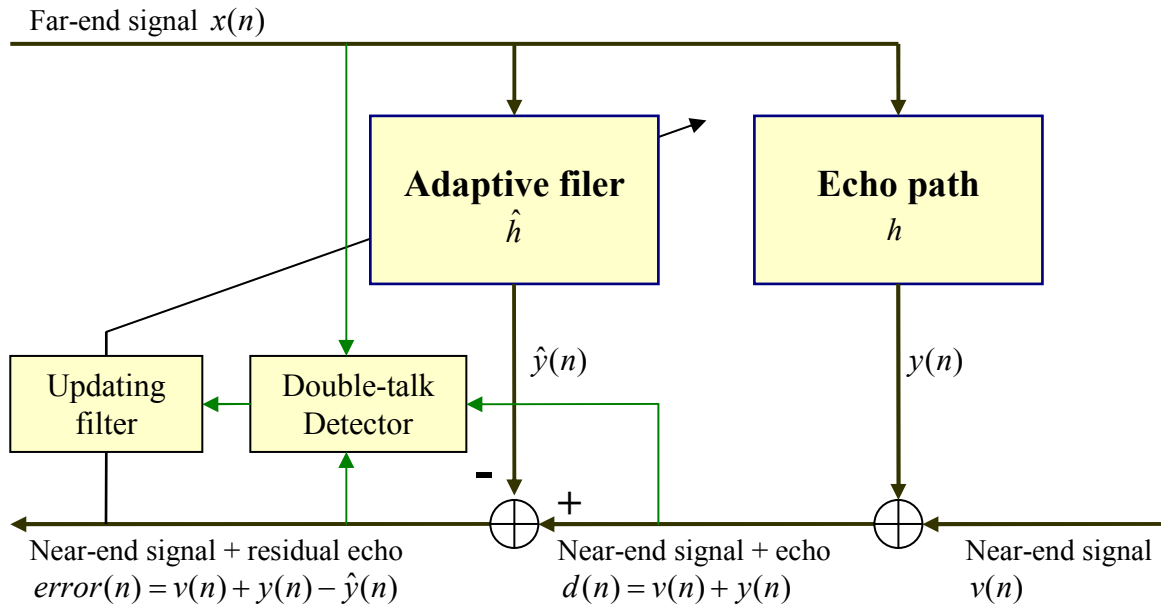 Far-end signal x(n)
Adaptive filer
ĥ
Echo path
h
ŷ(n)
y(n)
Updating
filter
Double-talk
Detector
-
+
Near-end signal + residual echo
error(n) = v(n) + y(n) − ŷ(n)
Near-end signal + echo
d(n) = v(n) + y(n)
Near-end signal
v(n)